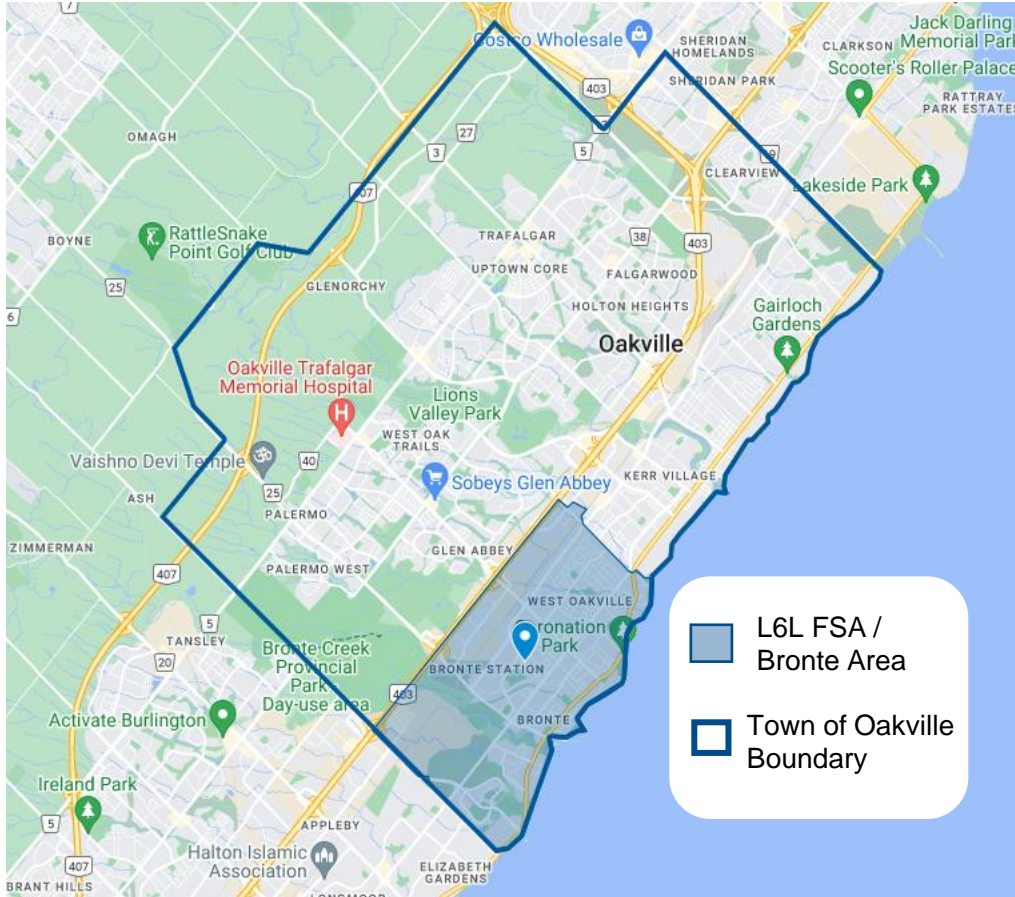 7
Costco Wholesale
SHERIDAN
HOMELANDS
Jack Darling
Memorial Park
CLARKSON
Scooter's Roller Palace
403
SHERIDAN PARK
RATTRAY
PARK ESTATES
OMAGH
27
3
5
19
CLEARVIEW
Lakeside Park
407
RattleSnake
Point Golf Club
BOYNE
25
TRAFALGAR
38
403
UPTOWN CORE
FALGARWOOD
GLENORCHY
HOLTON HEIGHTS
6
Gairloch
Gardens
Oakville
Oakville Trafalgar
Memorial Hospital
H
Lions
Valley Park
WEST OAK
TRAILS
Vaishno Devi Temple
40
Sobeys Glen Abbey
KERR VILLAGE
25
ASH
PALERMO
ZIMMERMAN
GLEN ABBEY
407
PALERMO WEST
WEST OAKVILLE
5
TANSLEY
20
Bronte Creek
Provincial
Park -
Day-use area
Coronation
Park
BRONTE STATION
403
BRONTE
Activate Burlington
Ireland Park
5
APPLEBY
407
Halton Islamic
Association
ELIZABETH
GARDENS
BRANT HILLS
L6L FSA /
Bronte Area
Town of Oakville
Boundary